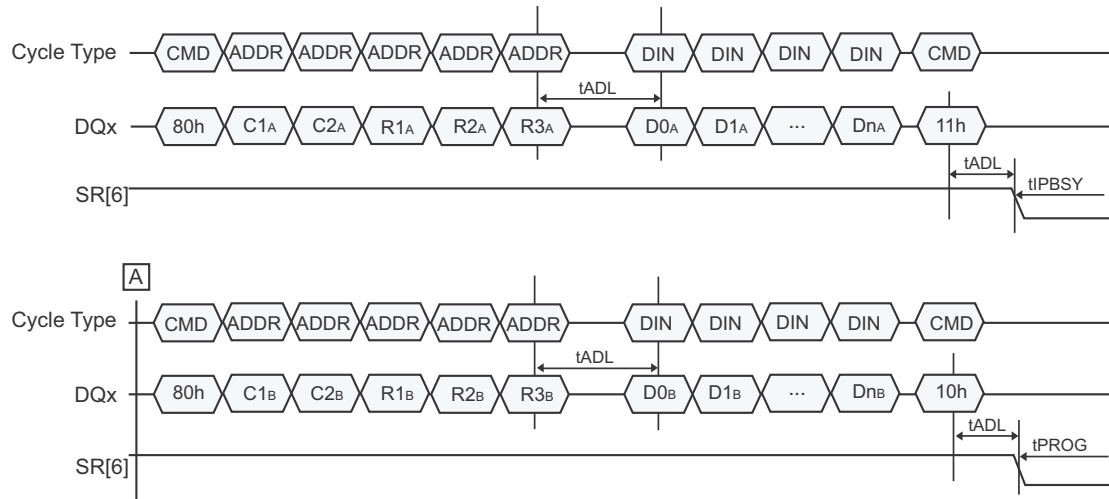 Cycle Type CMD ADDR ADDR ADDR ADDR ADDR DIN DIN DIN DIN CMD
tADL
DQx 80h C1A C2A R1A R2A R3A D0A D1A ... DnA 11h
tADL
SR[6] tIPBSY
A
Cycle Type CMD ADDR ADDR ADDR ADDR ADDR DIN DIN DIN DIN CMD
tADL
DQx 80h C1B C2B R1B R2B R3B D0B D1B ... DnB 10h
tADL
SR[6] tPROG